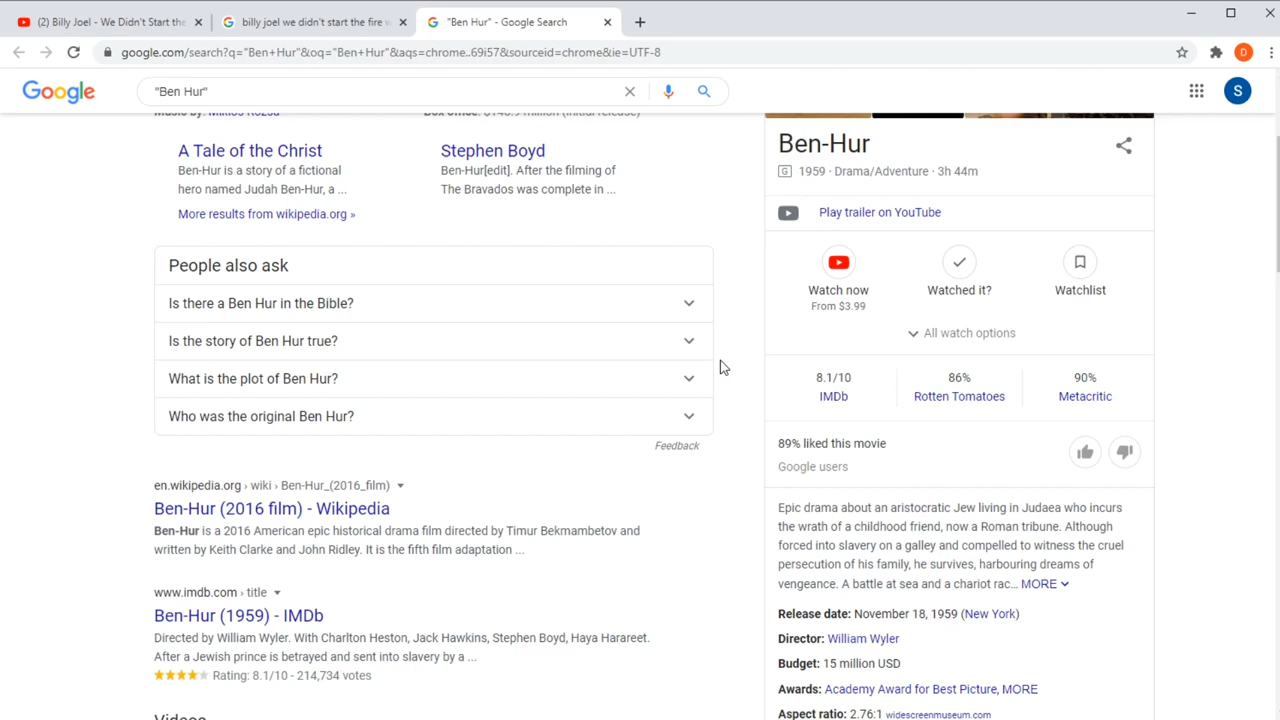 (2) Billy Joel - We Didn't Start the
billy joel we didn't start the fire w
"Ben Hur" - Google Search
google.com/search?q="Ben+Hur"&oq="Ben+Hur"&aqs=chrome..69i57&sourceid=chrome&ie=UTF-8
D
Google
"Ben Hur"
S
Music by: Miklós Rózsa
Box office: $146.9 million (initial release)
A Tale of the Christ
Ben-Hur is a story of a fictional
hero named Judah Ben-Hur, a ...
Stephen Boyd
Ben-Hur[edit]. After the filming of
The Bravados was complete in ...
More results from wikipedia.org »
People also ask
Is there a Ben Hur in the Bible?
Is the story of Ben Hur true?
What is the plot of Ben Hur?
Who was the original Ben Hur?
Feedback
en.wikipedia.org › wiki › Ben-Hur_(2016_film)
Ben-Hur (2016 film) - Wikipedia
Ben-Hur is a 2016 American epic historical drama film directed by Timur Bekmambetov and
written by Keith Clarke and John Ridley. It is the fifth film adaptation ...
www.imdb.com › title
Ben-Hur (1959) - IMDb
Directed by William Wyler. With Charlton Heston, Jack Hawkins, Stephen Boyd, Haya Harareet.
After a Jewish prince is betrayed and sent into slavery by a ...
Rating: 8.1/10 - 214,734 votes
Videos
Ben-Hur
G 1959 · Drama/Adventure · 3h 44m
Play trailer on YouTube
Watch now
From $3.99
Watched it?
Watchlist
All watch options
8.1/10
IMDb
86%
Rotten Tomatoes
90%
Metacritic
89% liked this movie
Google users
Epic drama about an aristocratic Jew living in Judaea who incurs
the wrath of a childhood friend, now a Roman tribune. Although
forced into slavery on a galley and compelled to witness the cruel
persecution of his family, he survives, harbouring dreams of
vengeance. A battle at sea and a chariot rac... MORE
Release date: November 18, 1959 (New York)
Director: William Wyler
Budget: 15 million USD
Awards: Academy Award for Best Picture, MORE
Aspect ratio: 2.76:1 widescreenmuseum.com